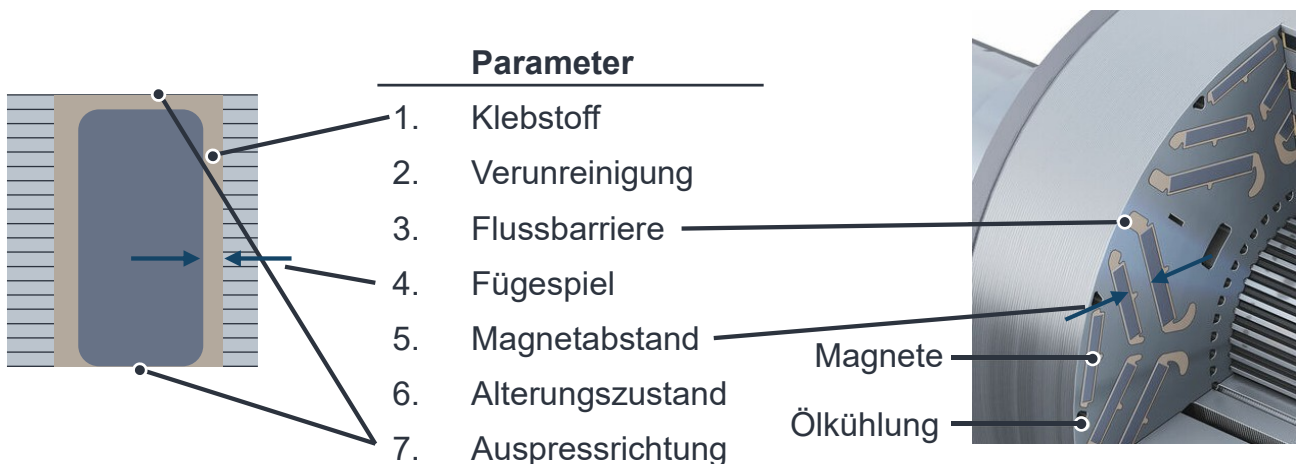 Parameter
1. Klebstoff
2. Verunreinigung
3. Flussbarriere
4. Fügespiel
5. Magnetabstand
6. Alterungszustand
7. Auspressrichtung
Magnete
Ölkühlung